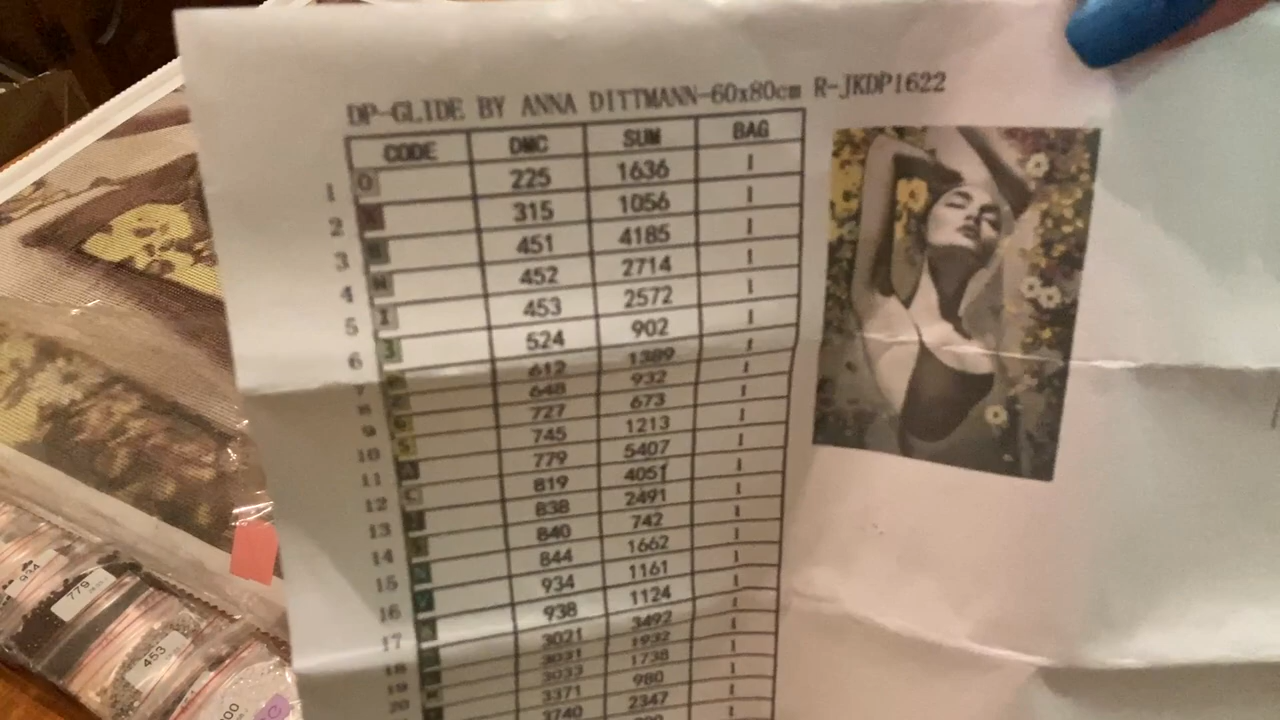 DP-GLIDE BY ANNA DITTMANN-60x80cm R-JKDP1622
CODE DMC SUM BAG
1 O 225 1636 1
2 315 1056 1
3 451 4185 1
4 452 2714 1
5 I 453 2572 1
6 J 524 902 1
7 612 1389 1
8 648 932 1
9 727 673 1
10 S 745 1213 1
11 A 779 5407 1
12 C 819 4051 1
13 838 2491 1
14 840 742 1
15 844 1662 1
16 934 1161 1
17 938 1124 1
18 3021 3492 1
19 3031 1932 1
20 3033 1738 1
3371 980 1
3740 2347 1
934
779
453